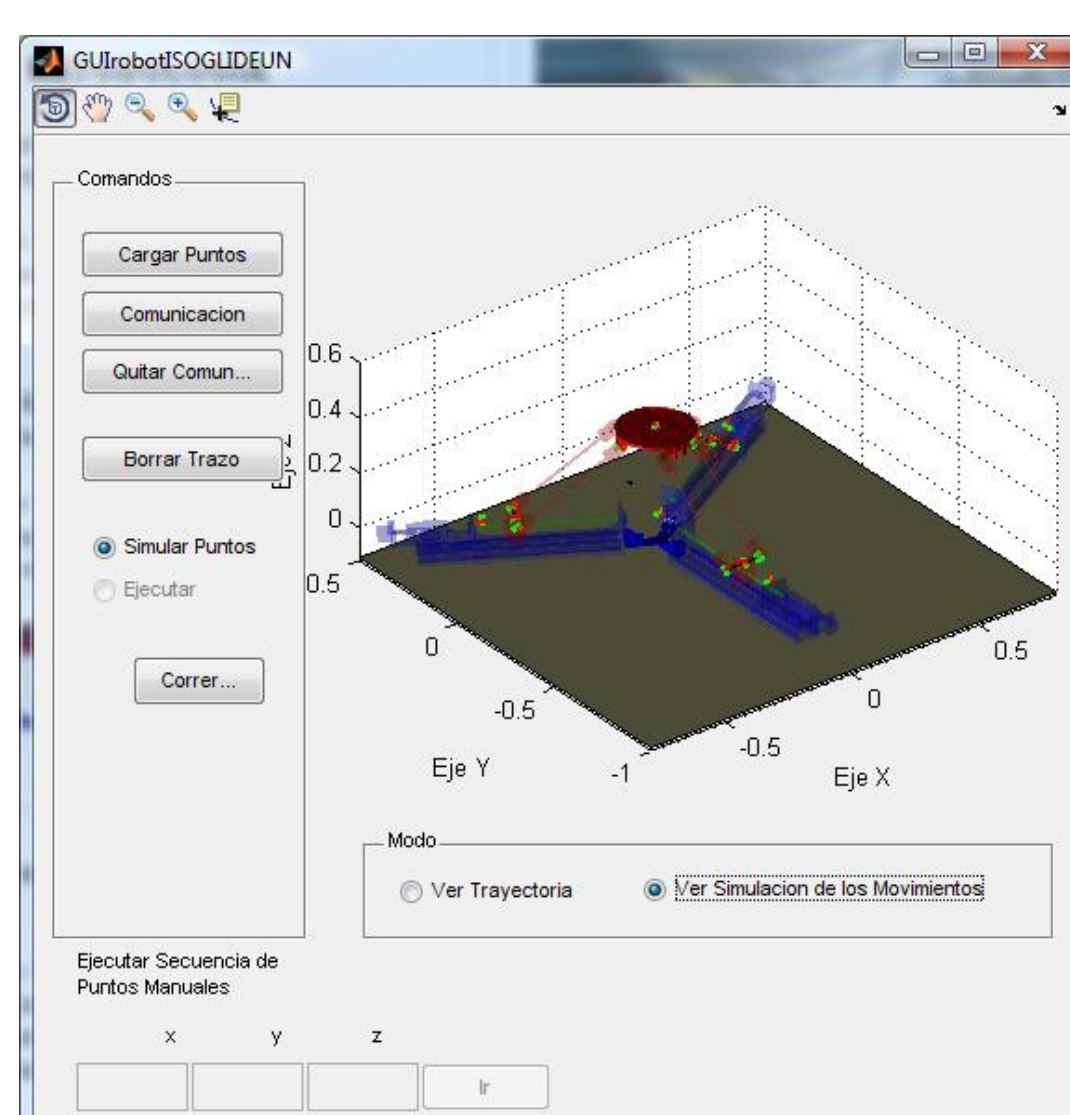 GUIrobotISOGLIDEUN
Comandos
Cargar Puntos
Comunicacion
Quitar Comun...
Borrar Trazo
Simular Puntos
Ejecutar
Correr...
0.6
0.4
0.2
0
0.5
0
-0.5
-1
Eje Y
-0.5
0
0.5
Eje X
Modo
Ver Trayectoria
Ver Simulacion de los Movimientos
Ejecutar Secuencia de
Puntos Manuales
x y z
Ir